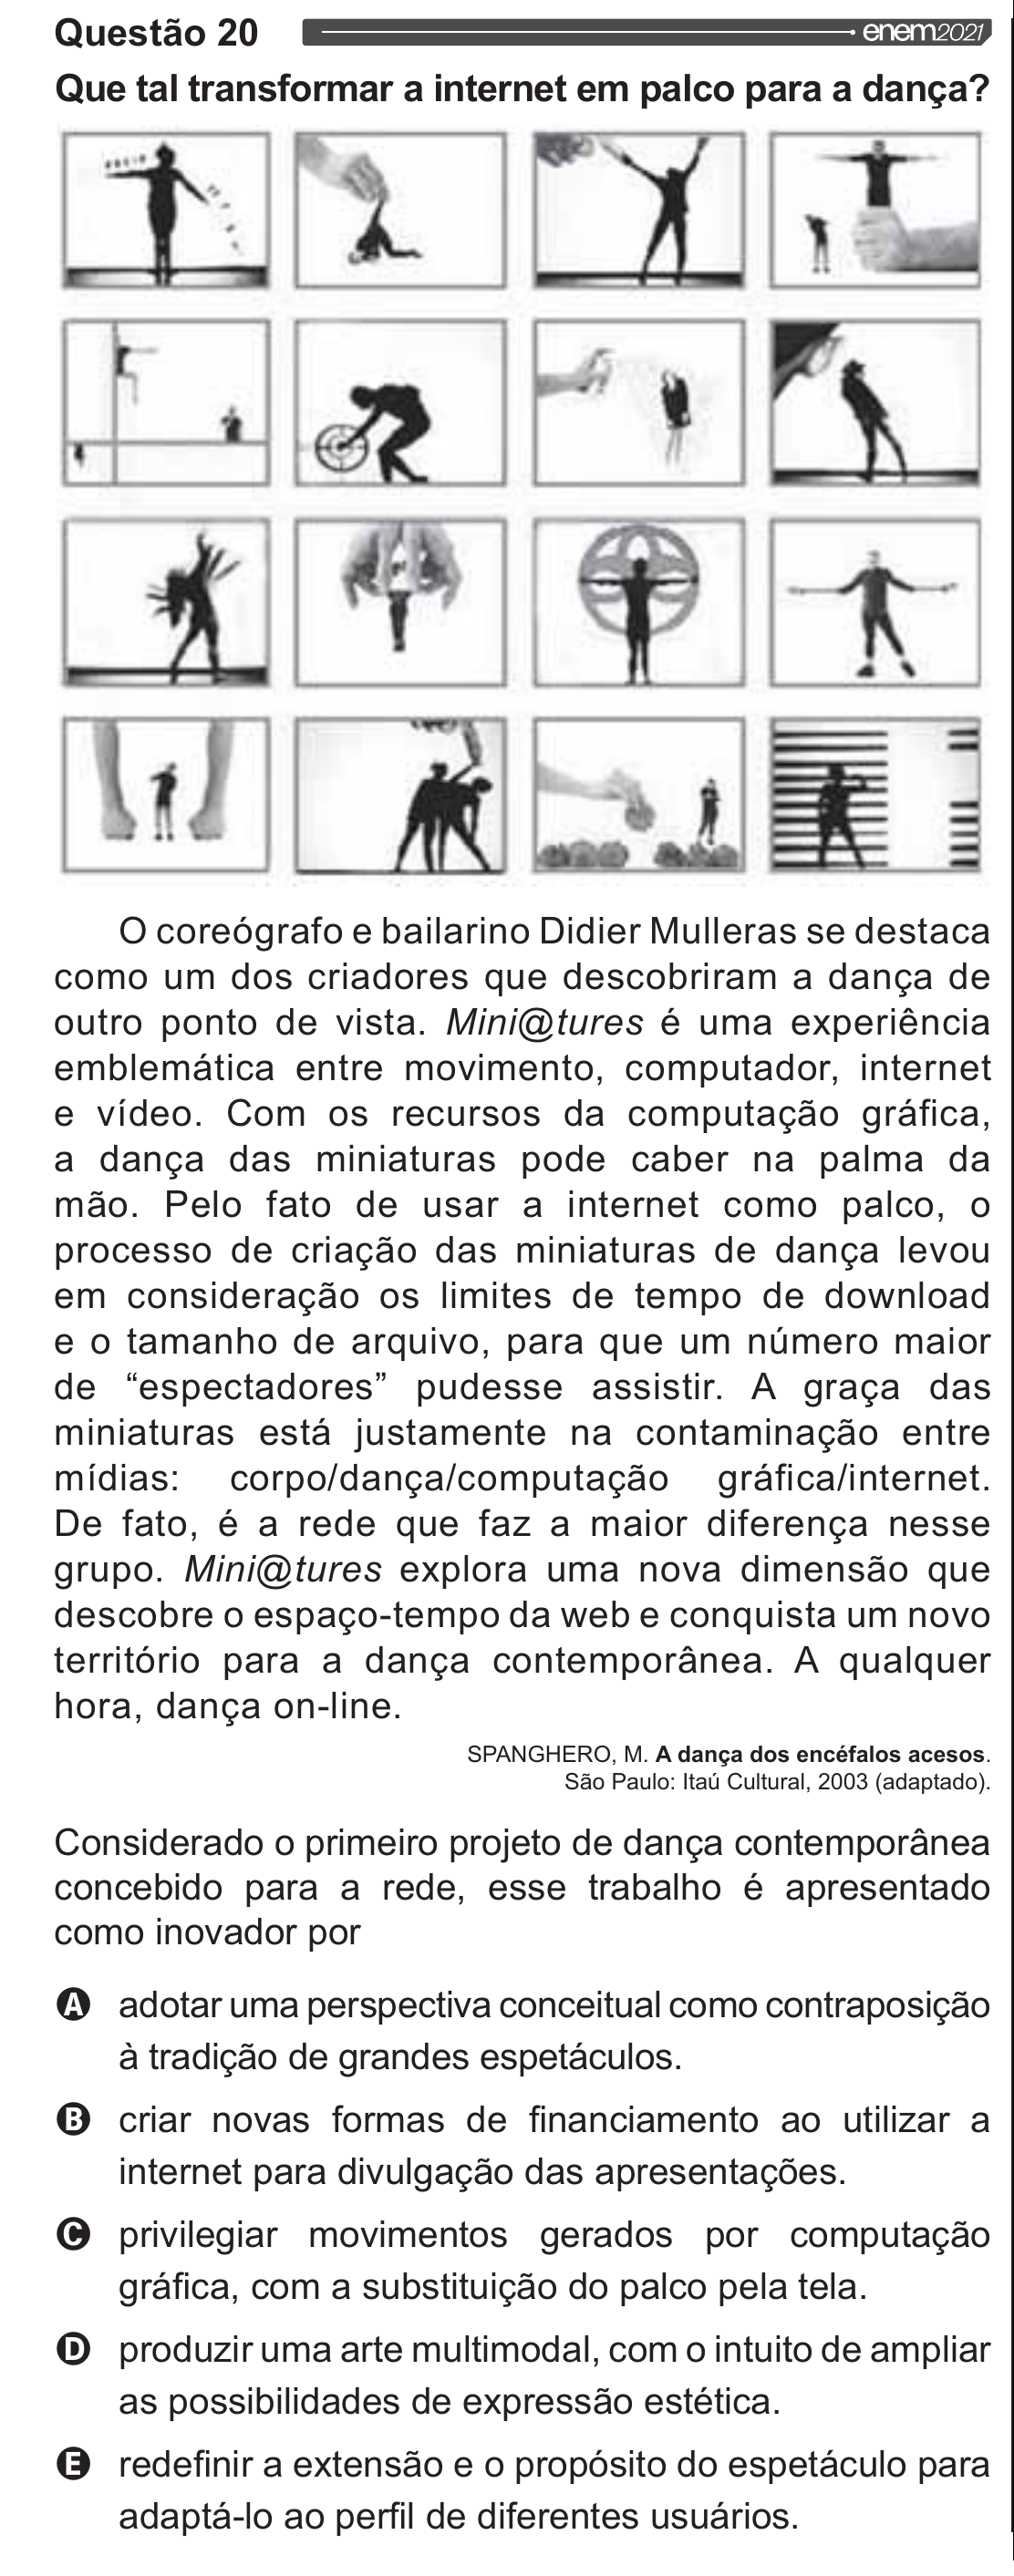 Questão 20
enem2021
Que tal transformar a internet em palco para a dança?
O coreógrafo e bailarino Didier Mulleras se destaca
como um dos criadores que descobriram a dança de
outro ponto de vista. Mini@tures é uma experiência
emblemática entre movimento, computador, internet
e vídeo. Com os recursos da computação gráfica,
a dança das miniaturas pode caber na palma da
mão. Pelo fato de usar a internet como palco, o
processo de criação das miniaturas de dança levou
em consideração os limites de tempo de download
e o tamanho de arquivo, para que um número maior
de “espectadores” pudesse assistir. A graça das
miniaturas está justamente na contaminação entre
mídias: corpo/dança/computação gráfica/internet.
De fato, é a rede que faz a maior diferença nesse
grupo. Mini@tures explora uma nova dimensão que
descobre o espaço-tempo da web e conquista um novo
território para a dança contemporânea. A qualquer
hora, dança on-line.
SPANGHERO, M. A dança dos encéfalos acesos.
São Paulo: Itaú Cultural, 2003 (adaptado).
Considerado o primeiro projeto de dança contemporânea
concebido para a rede, esse trabalho é apresentado
como inovador por
A adotar uma perspectiva conceitual como contraposição
à tradição de grandes espetáculos.
B criar novas formas de financiamento ao utilizar a
internet para divulgação das apresentações.
C privilegiar movimentos gerados por computação
gráfica, com a substituição do palco pela tela.
D produzir uma arte multimodal, com o intuito de ampliar
as possibilidades de expressão estética.
E redefinir a extensão e o propósito do espetáculo para
adaptá-lo ao perfil de diferentes usuários.